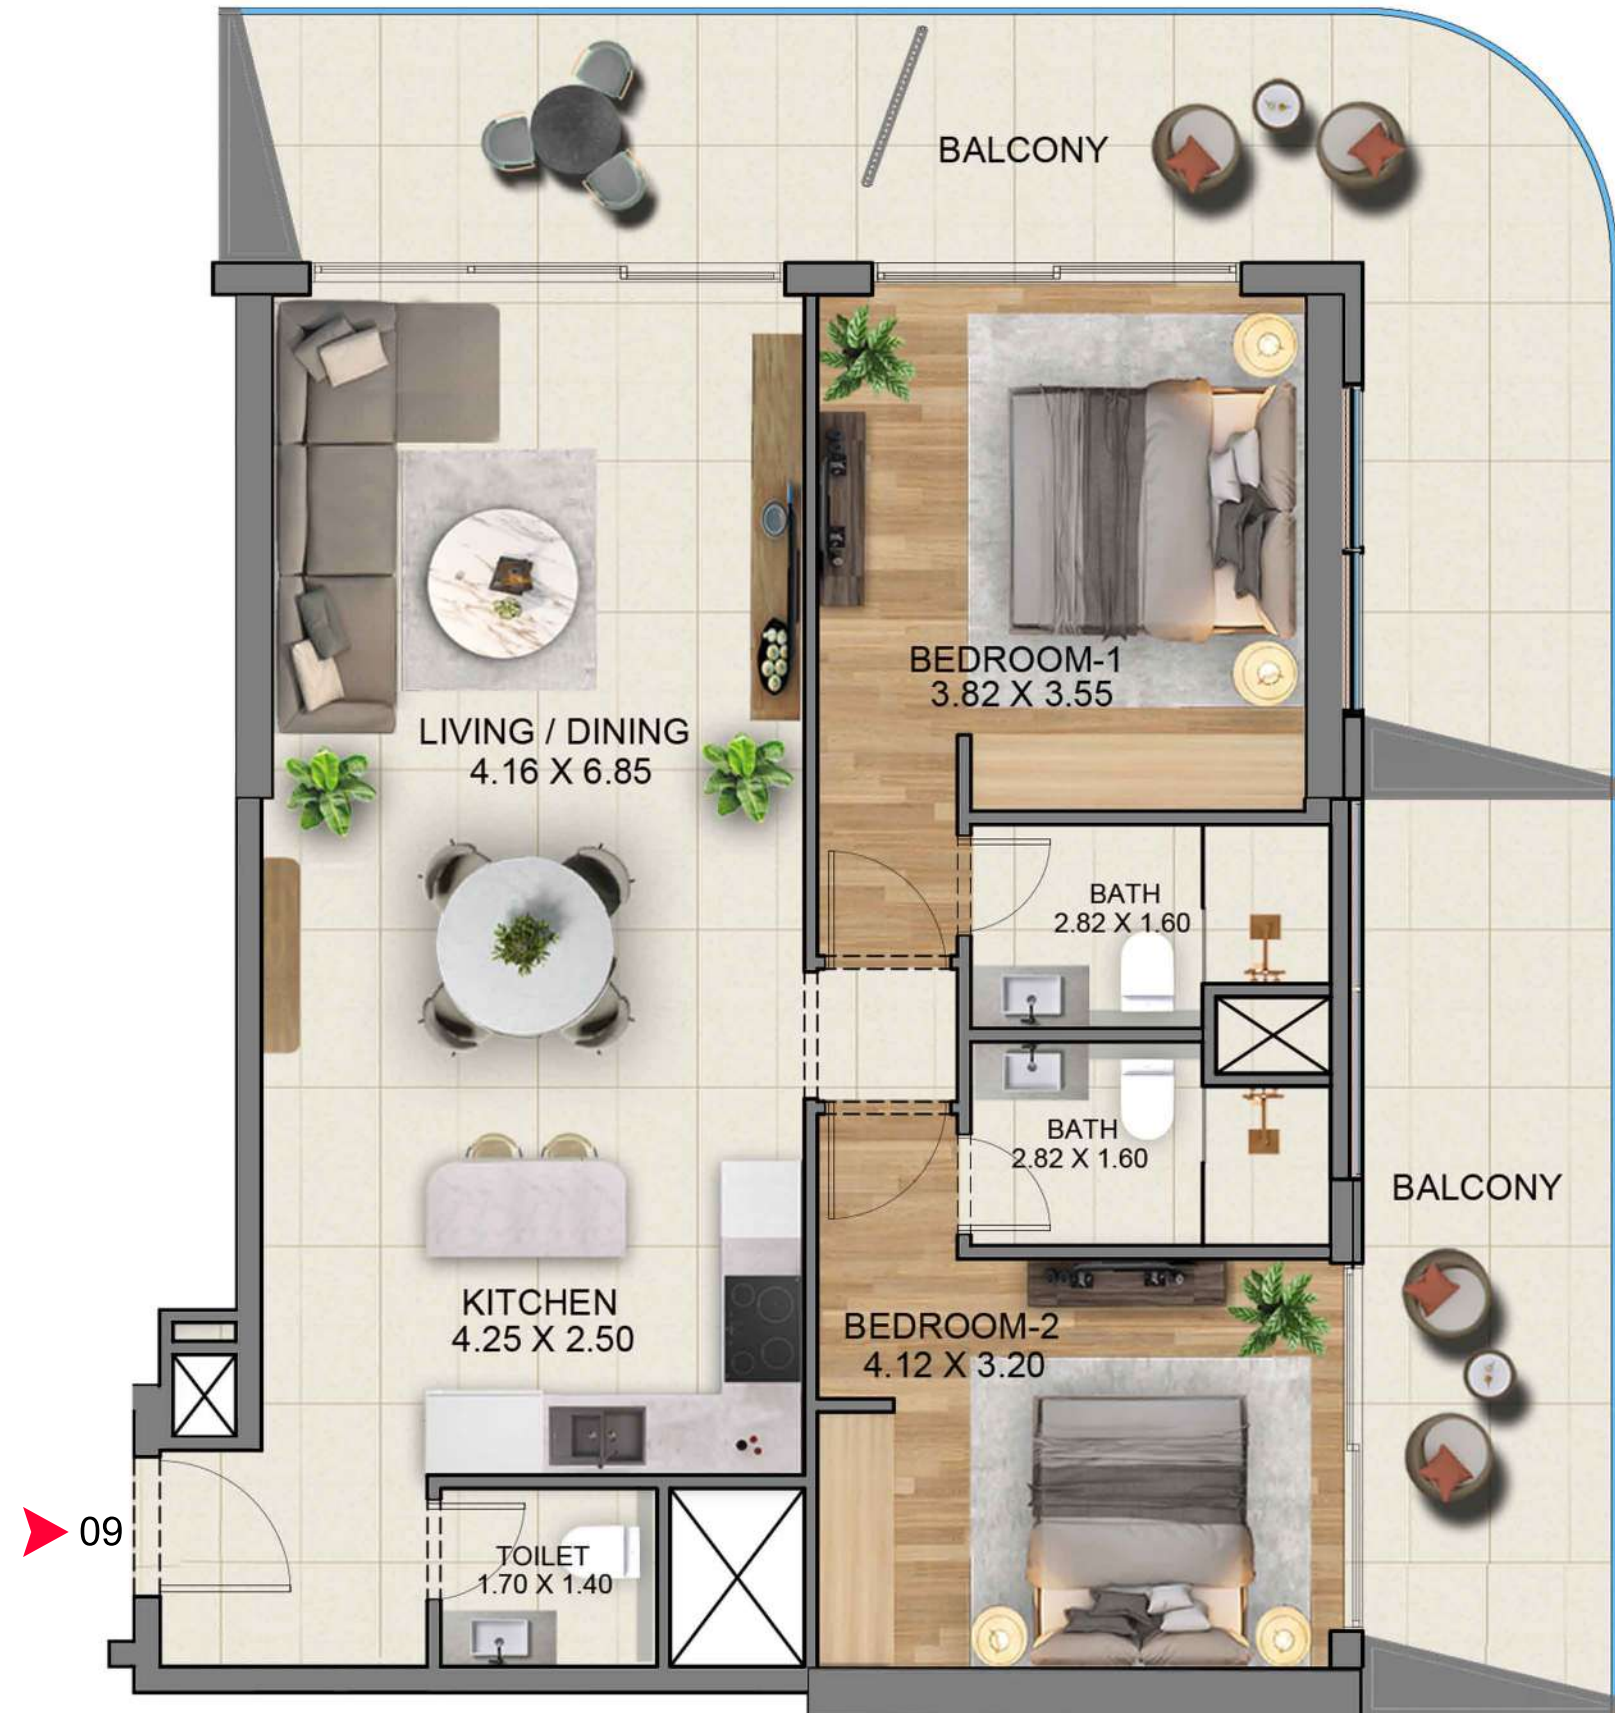 BALCONY
BEDROOM-1
3.82 X 3.55
LIVING / DINING
4.16 X 6.85
BATH
2.82 X 1.60
BATH
2.82 X 1.60
BALCONY
KITCHEN
4.25 X 2.50
BEDROOM-2
4.12 X 3.20
09
TOILET
1.70 X 1.40